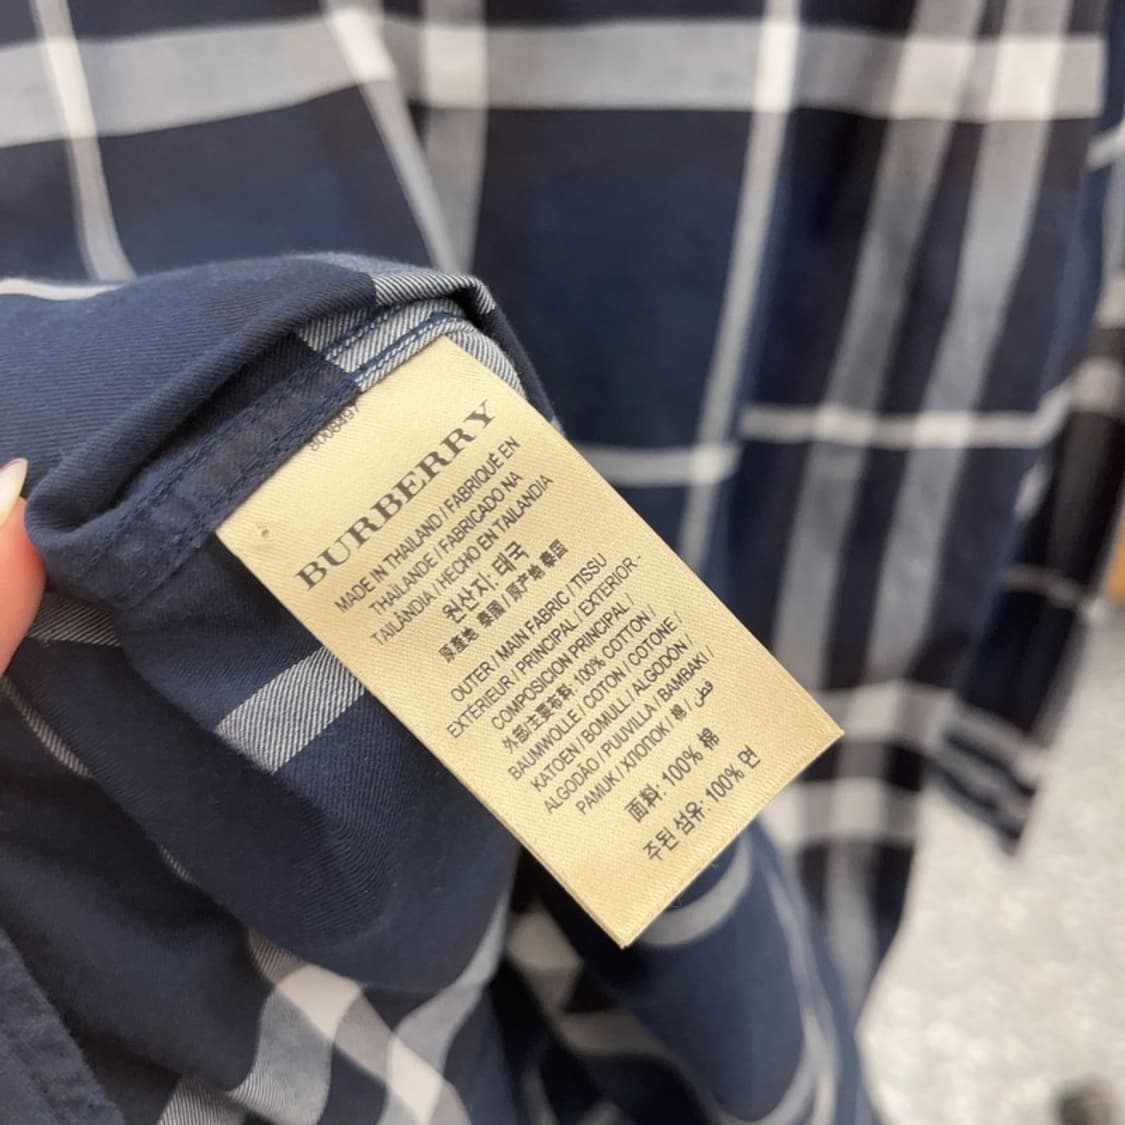 8008497
BURBERRY
MADE IN THAILAND / FABRIQUÉ EN
THAÏLANDE / FABRICADO NA
TAILÂNDIA / HECHO EN TAILANDIA
원산지: 태국
原產地 泰國 / 原产地 泰国
OUTER / MAIN FABRIC / TISSU
EXTÉRIEUR / PRINCIPAL / EXTERIOR -
COMPOSICIÓN PRINCIPAL /
外部/主要布料: 100% COTTON /
BAUMWOLLE / COTON / COTONE /
KATOEN / BOMULL / ALGODÓN /
ALGODÃO / PUUVILLA / BAMBAKI /
PAMUK / ХЛОПОК / 棉 / قطن
面料: 100% 棉
주된 섬유: 100% 면